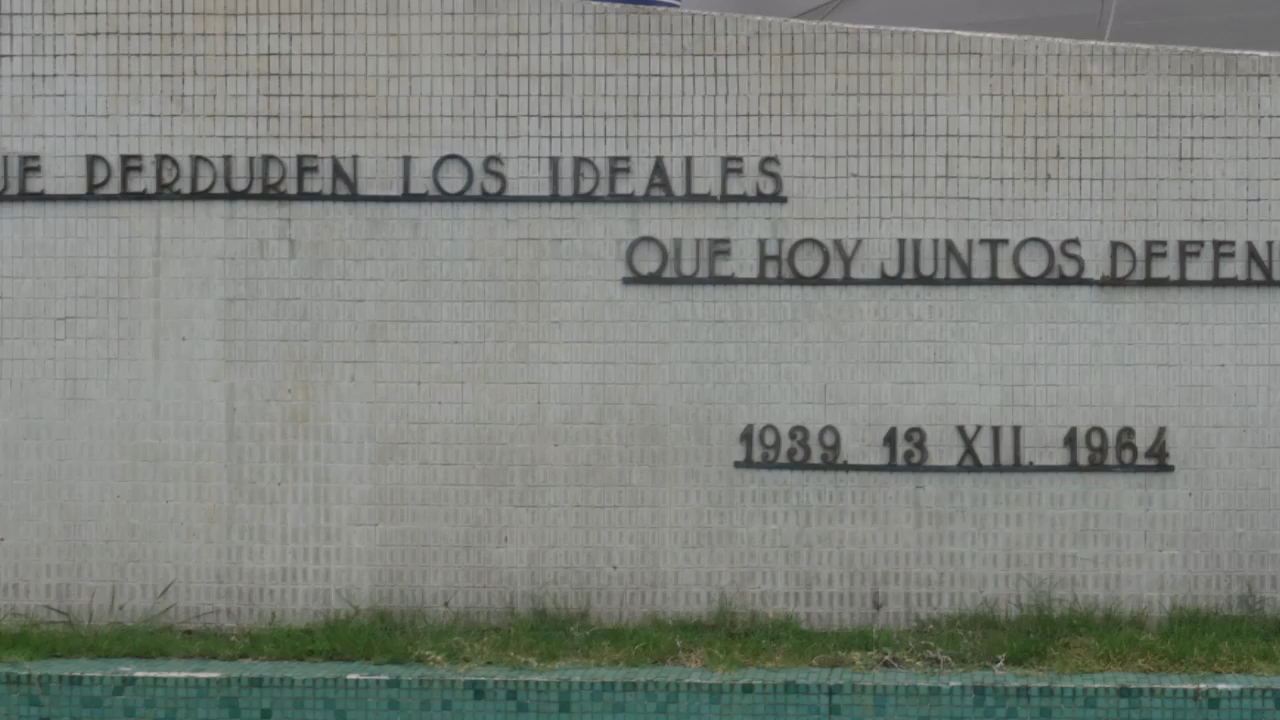 UE PERDUREN LOS IDEALES
QUE HOY JUNTOS DEFEN
1939. 13 XII. 1964